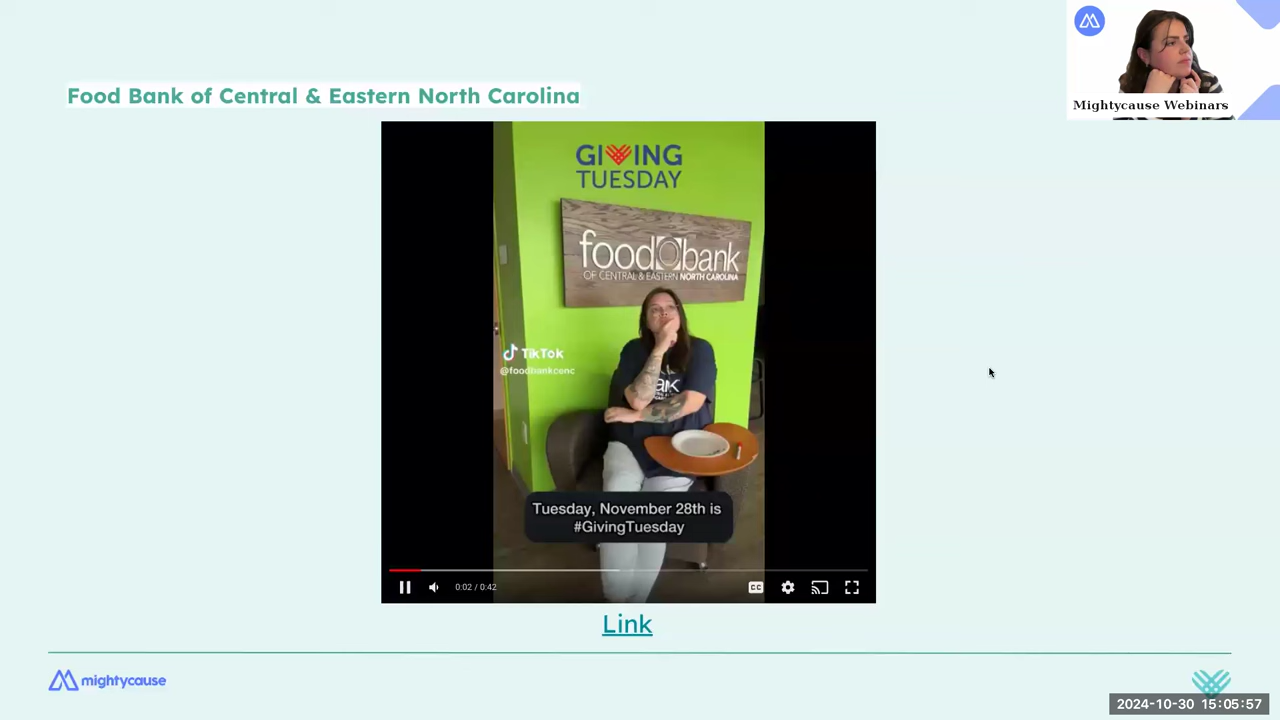 Mightycause Webinars
Food Bank of Central & Eastern North Carolina
GIVING
TUESDAY
food bank
OF CENTRAL & EASTERN NORTH CAROLINA
TikTok
@foodbankcenc
Tuesday, November 28th is
#GivingTuesday
0:02 / 0:42
CC
Link
mightycause
2024-10-30 15:05:57